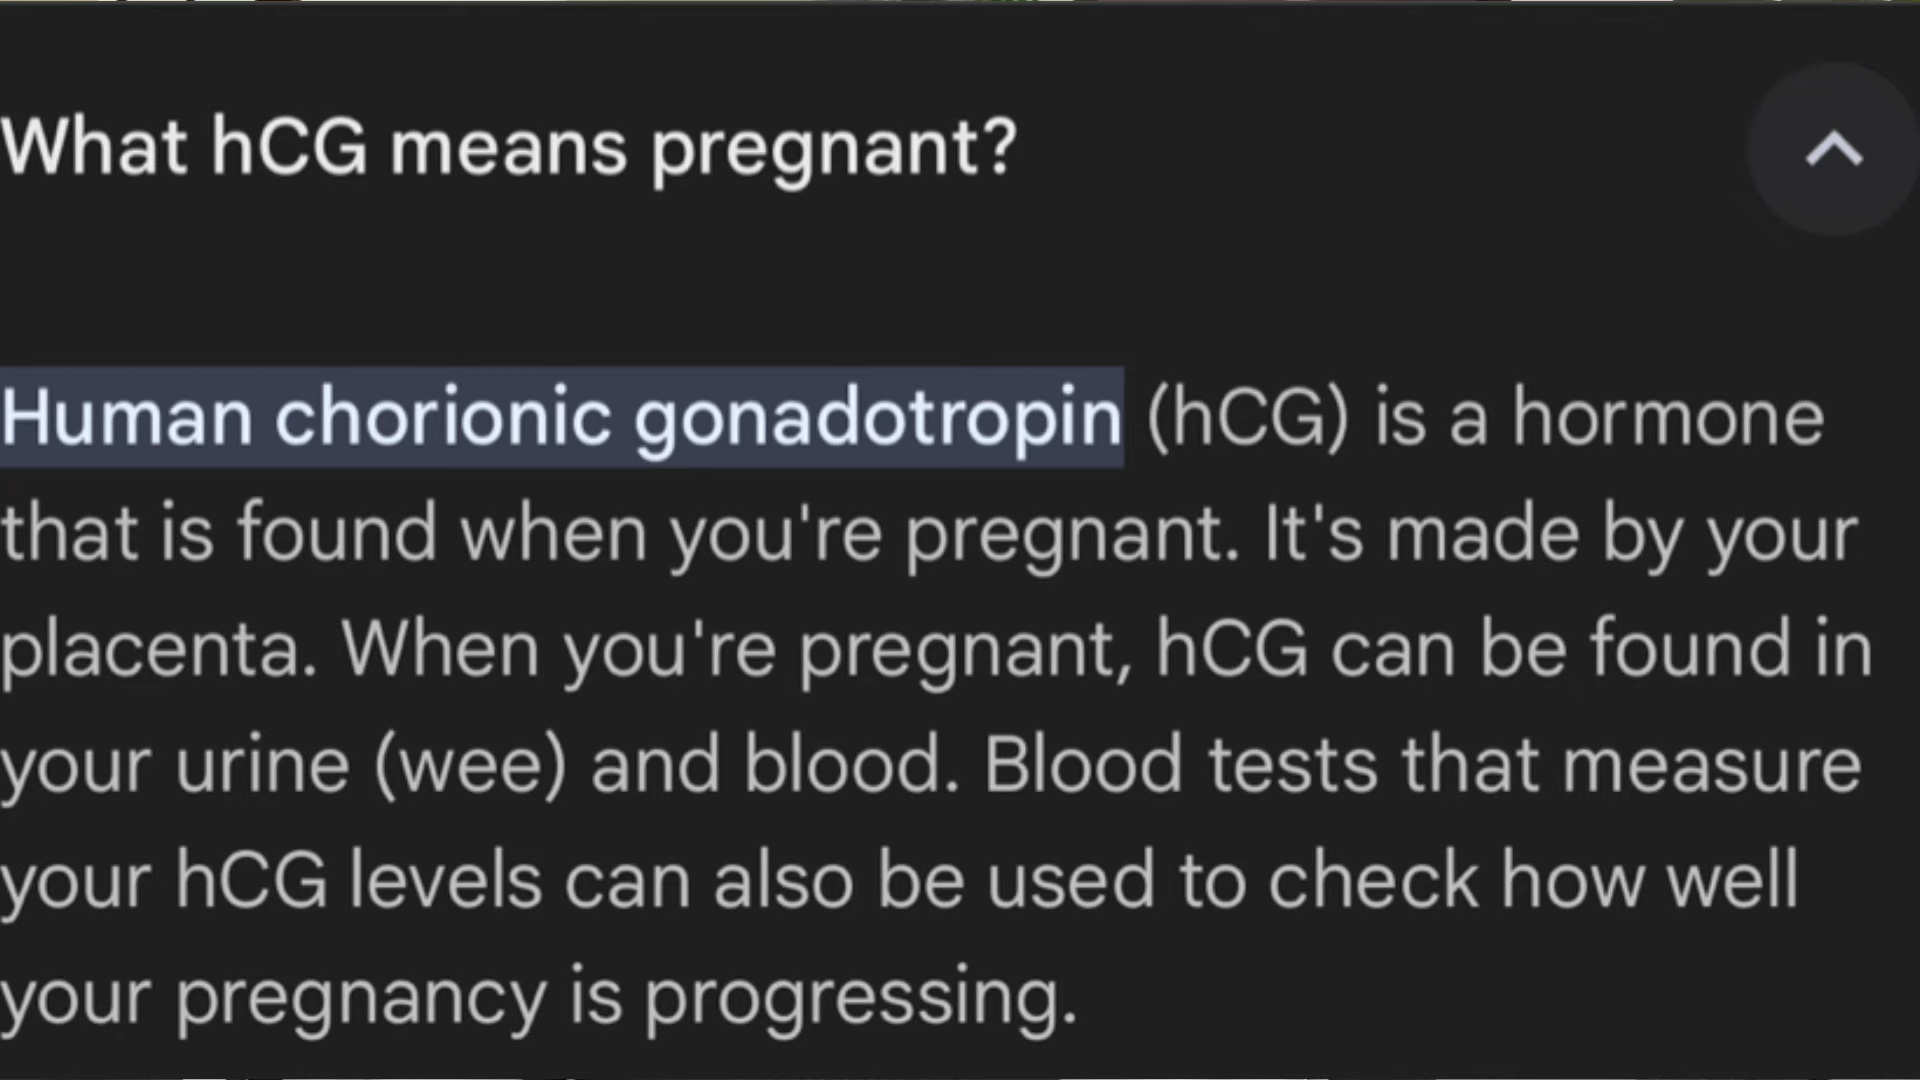 What hCG means pregnant?
Human chorionic gonadotropin (hCG) is a hormone
that is found when you're pregnant. It's made by your
placenta. When you're pregnant, hCG can be found in
your urine (wee) and blood. Blood tests that measure
your hCG levels can also be used to check how well
your pregnancy is progressing.